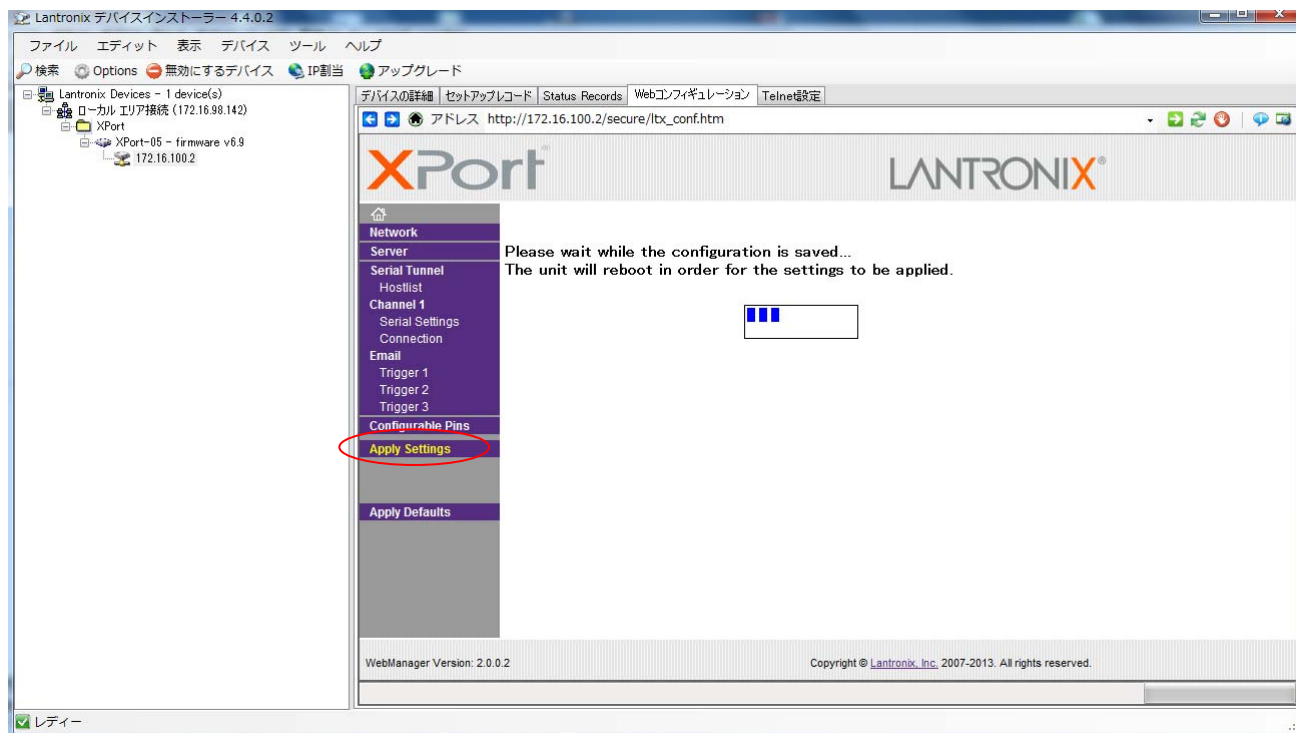 Lantronix デバイスインストーラー 4.4.0.2
ファイル エディット 表示 デバイス ツール ヘルプ
検索 Options 無効にするデバイス IP割当 アップグレード
Lantronix Devices - 1 device(s)
ローカル エリア接続 (172.16.98.142)
XPort
XPort-05 - firmware v6.9
172.16.100.2
デバイスの詳細 セットアップレコード Status Records Webコンフィギュレーション Telnet設定
アドレス http://172.16.100.2/secure/ltx_conf.htm
XPort®
LANTRONIX®
Network
Server
Serial Tunnel
Hostlist
Channel 1
Serial Settings
Connection
Email
Trigger 1
Trigger 2
Trigger 3
Configurable Pins
Apply Settings
Apply Defaults
Please wait while the configuration is saved...
The unit will reboot in order for the settings to be applied.
WebManager Version: 2.0.0.2
Copyright © Lantronix, Inc. 2007-2013. All rights reserved.
レディー